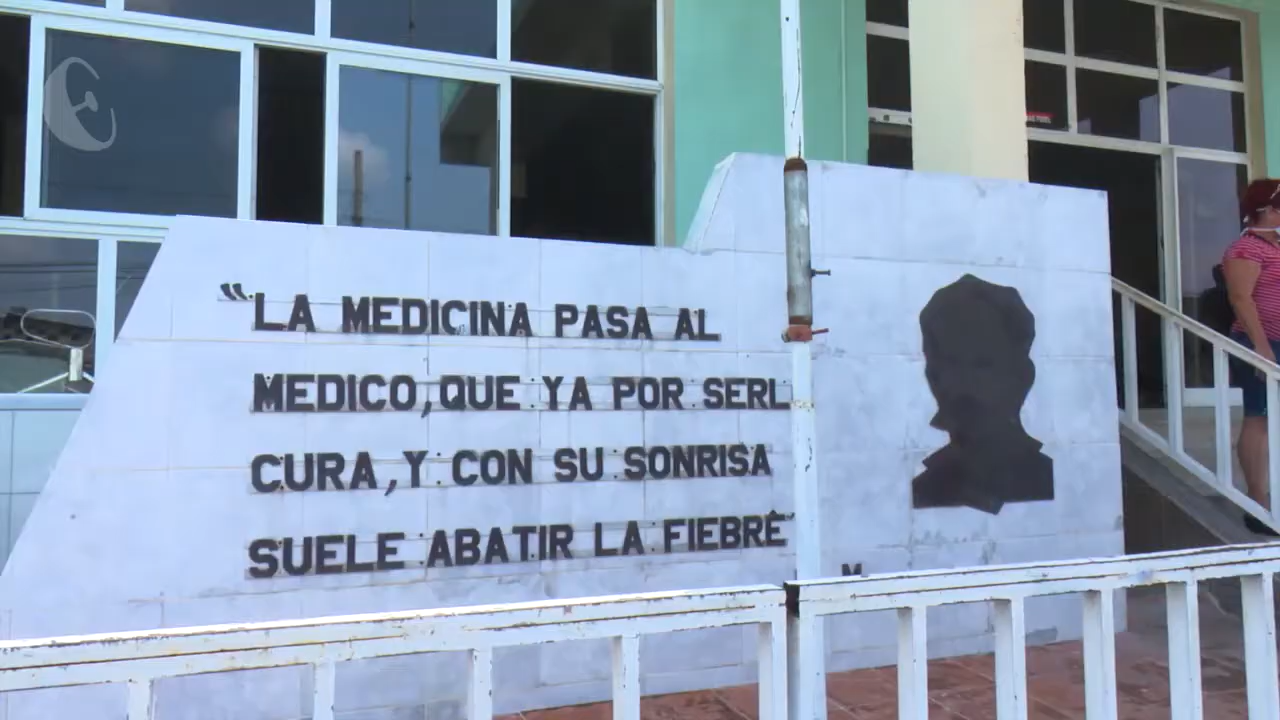 “LA MEDICINA PASA AL
MEDICO, QUE YA POR SERL
CURA, Y CON SU SONRISA
SUELE ABATIR LA FIEBRE
M